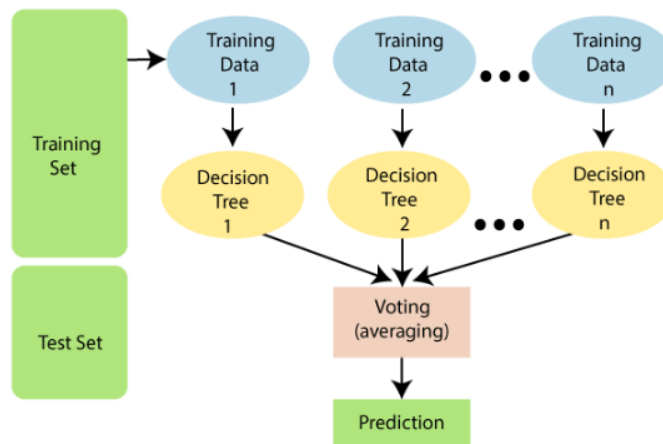 Training
Set
Test Set
Training
Data
1
Training
Data
2
Training
Data
n
Decision
Tree
1
Decision
Tree
2
Decision
Tree
n
Voting
(averaging)
Prediction